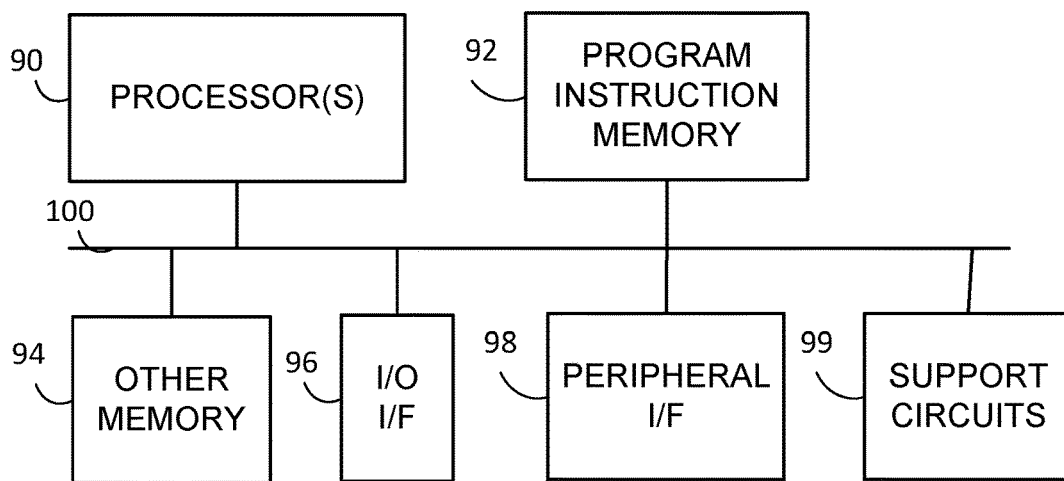 90
PROCESSOR(S)
92
PROGRAM
INSTRUCTION
MEMORY
100
94
OTHER
MEMORY
96
I/O
I/F
98
PERIPHERAL
I/F
99
SUPPORT
CIRCUITS